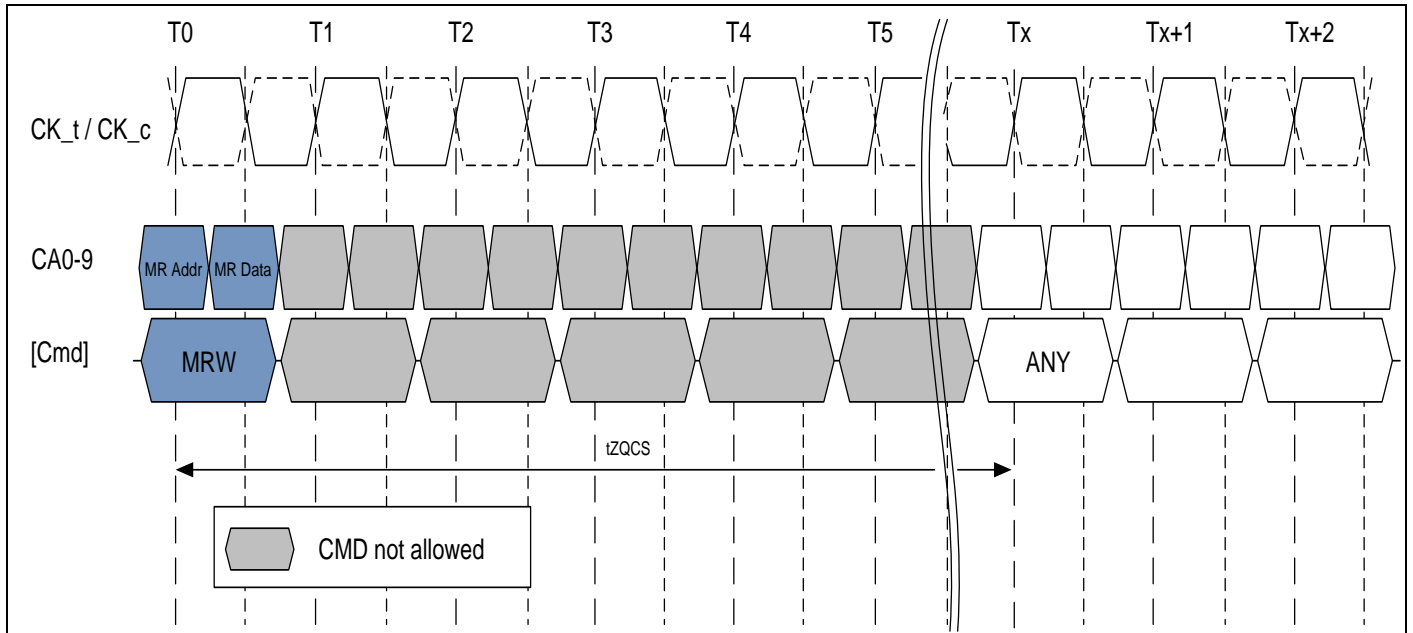 T0 T1 T2 T3 T4 T5 Tx Tx+1 Tx+2
CK_t / CK_c
CA0-9 MR Addr MR Data
[Cmd] MRW ANY
tZQCS
CMD not allowed